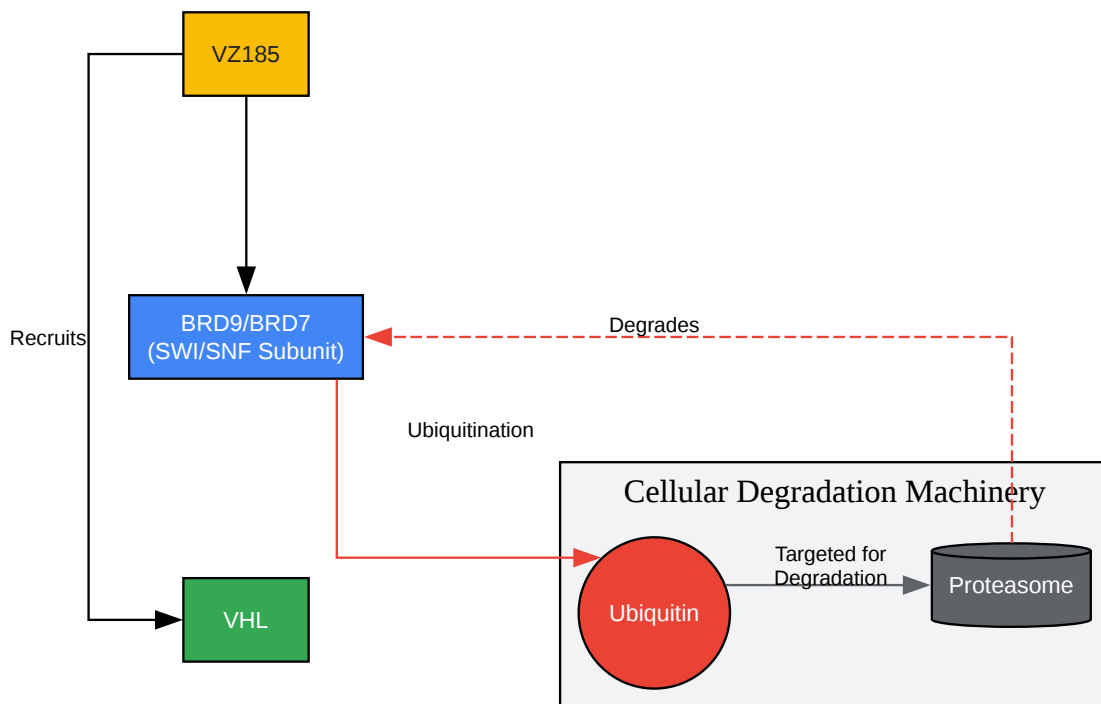 VZ185
Recruits
BRD9/BRD7
(SWI/SNF Subunit)
Degrades
Ubiquitination
Cellular Degradation Machinery
Targeted for
Degradation
Proteasome
Ubiquitin
VHL